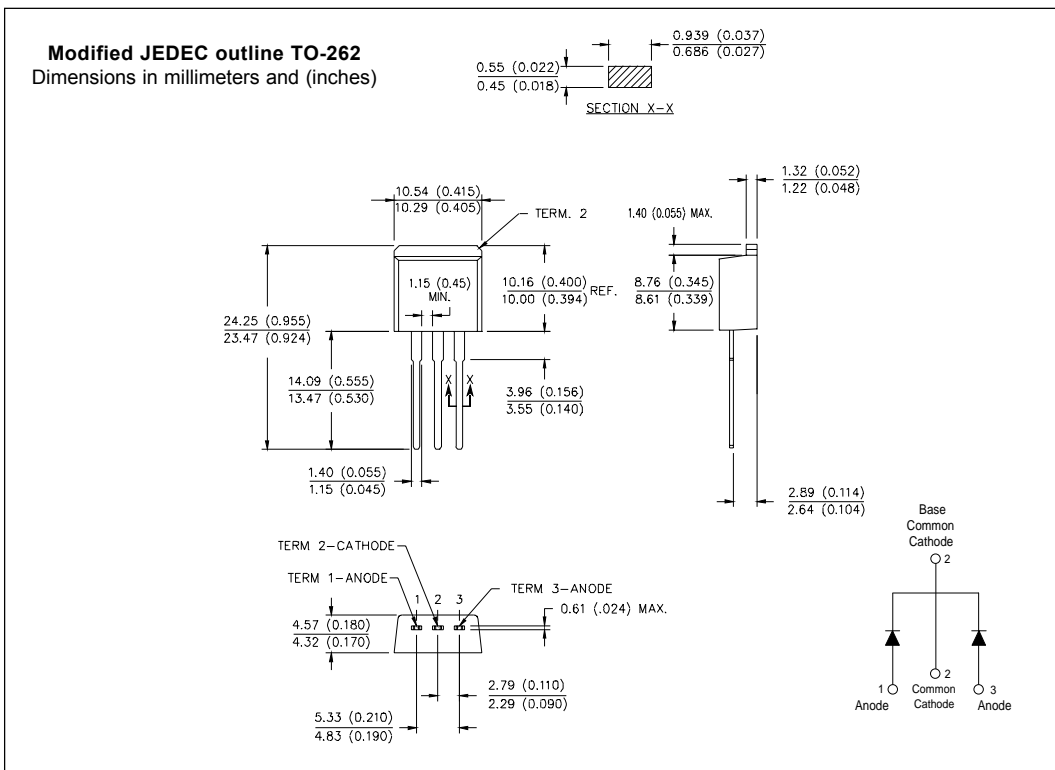 Modified JEDEC outline TO-262
Dimensions in millimeters and (inches)
0.939 (0.037)
0.686 (0.027)
0.55 (0.022)
0.45 (0.018)
SECTION X-X
1.32 (0.052)
1.22 (0.048)
10.54 (0.415)
10.29 (0.405)
TERM. 2
1.40 (0.055) MAX.
1.15 (0.45)
MIN.
10.16 (0.400)
10.00 (0.394)
REF.
8.76 (0.345)
8.61 (0.339)
24.25 (0.955)
23.47 (0.924)
14.09 (0.555)
13.47 (0.530)
X X
3.96 (0.156)
3.55 (0.140)
1.40 (0.055)
1.15 (0.045)
2.89 (0.114)
2.64 (0.104)
TERM 2-CATHODE
TERM 1-ANODE
TERM 3-ANODE
1 2 3
0.61 (.024) MAX.
4.57 (0.180)
4.32 (0.170)
2.79 (0.110)
2.29 (0.090)
5.33 (0.210)
4.83 (0.190)
Base
Common
Cathode
2
2
1
Anode
Common
Cathode
3
Anode